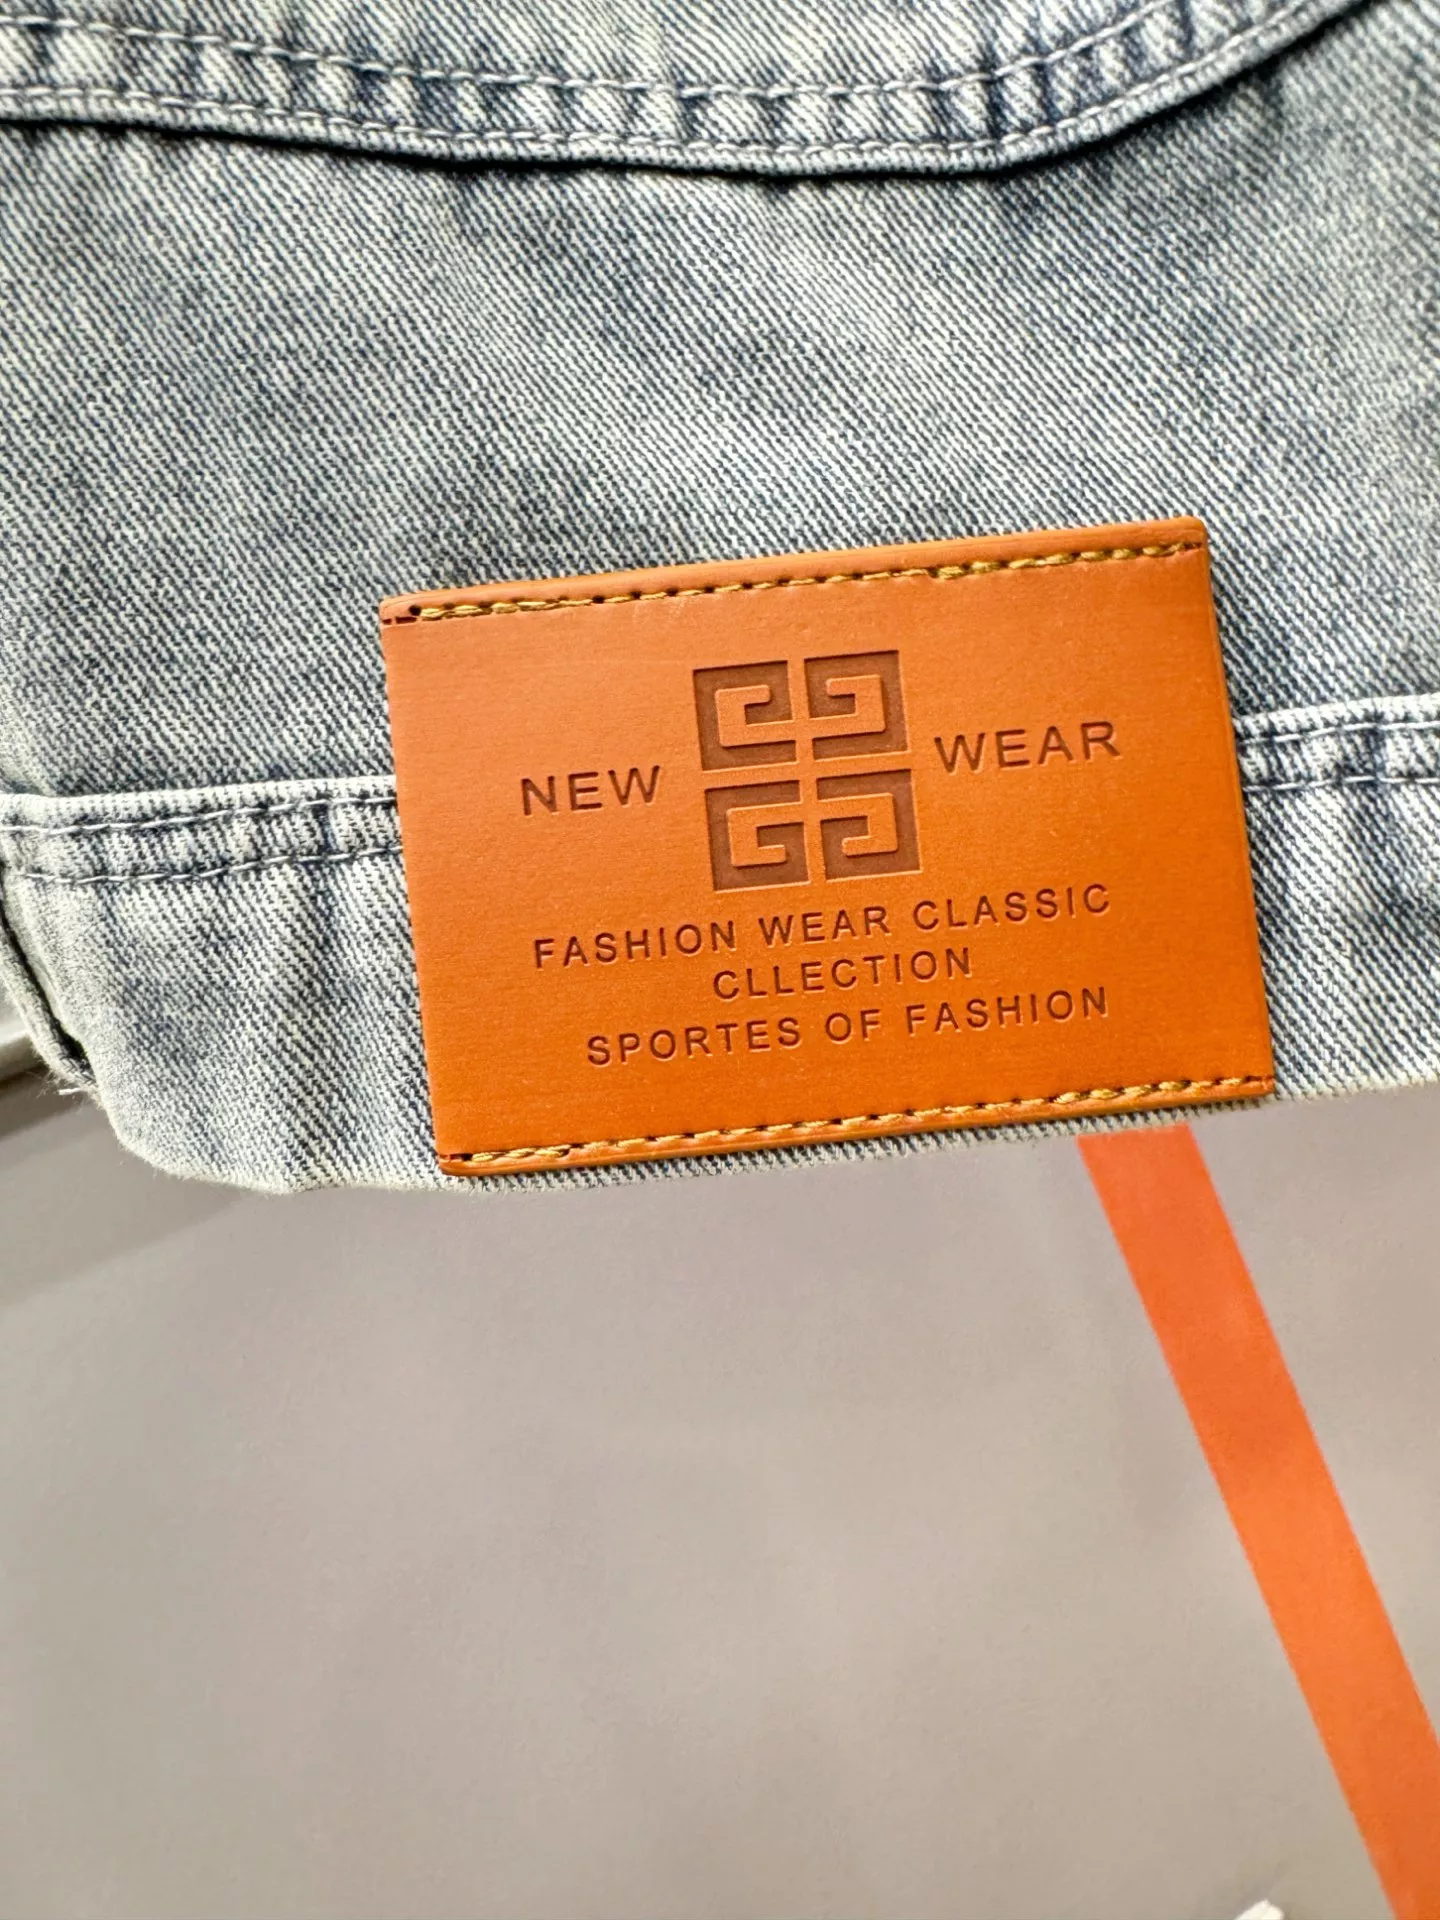 NEW WEAR
FASHION WEAR CLASSIC
CLLECTION
SPORTES OF FASHION